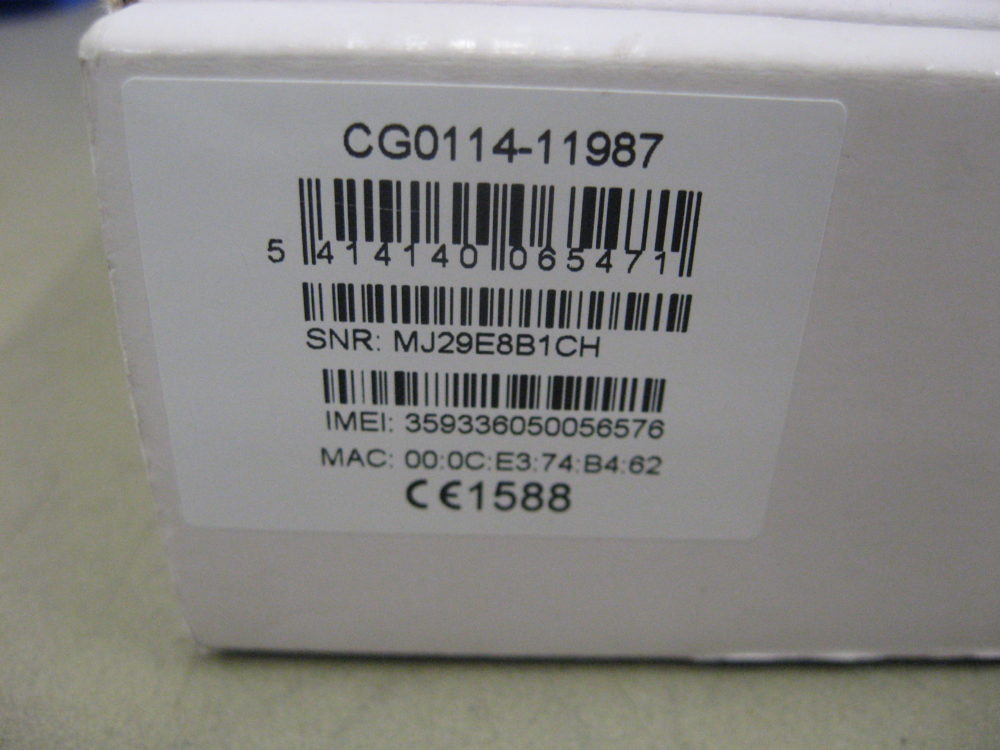 CG0114-11987
5 414140 065471
SNR: MJ29E8B1CH
IMEI: 359336050056576
MAC: 00:0C:E3:74:B4:62
CE1588